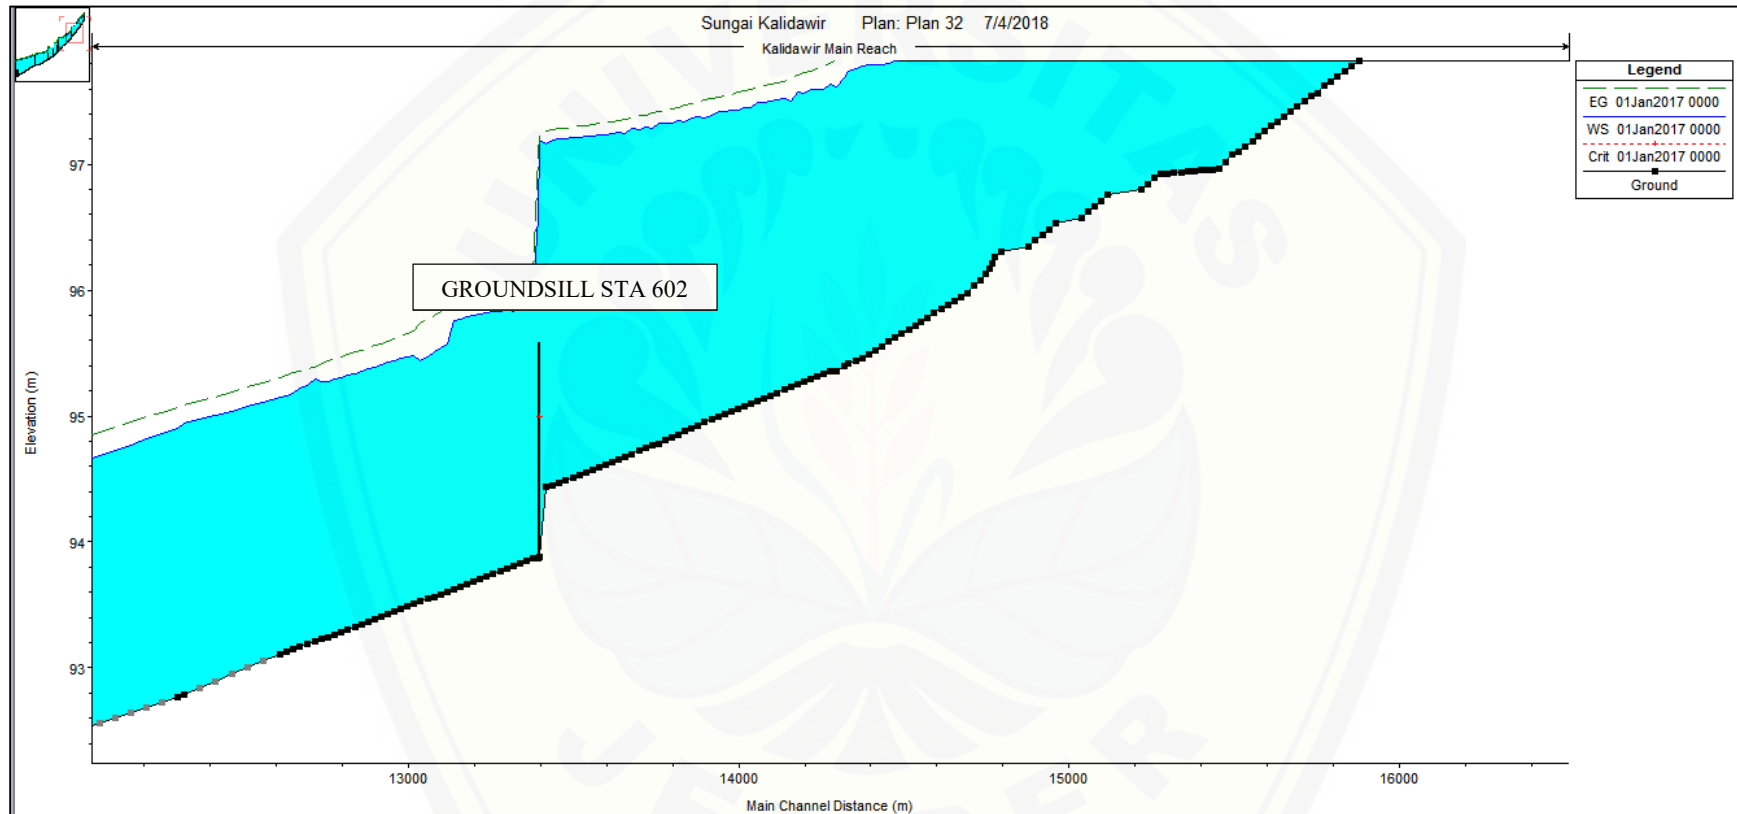 Sungai Kalidawir Plan: Plan 32 7/4/2018
Kalidawir Main Reach
Legend
EG 01Jan2017 0000
WS 01Jan2017 0000
Crit 01Jan2017 0000
Ground
97
96
95
94
93
Elevation (m)
GROUNDSILL STA 602
13000 14000 15000 16000
Main Channel Distance (m)
UNIVERSITAS
JEMBER